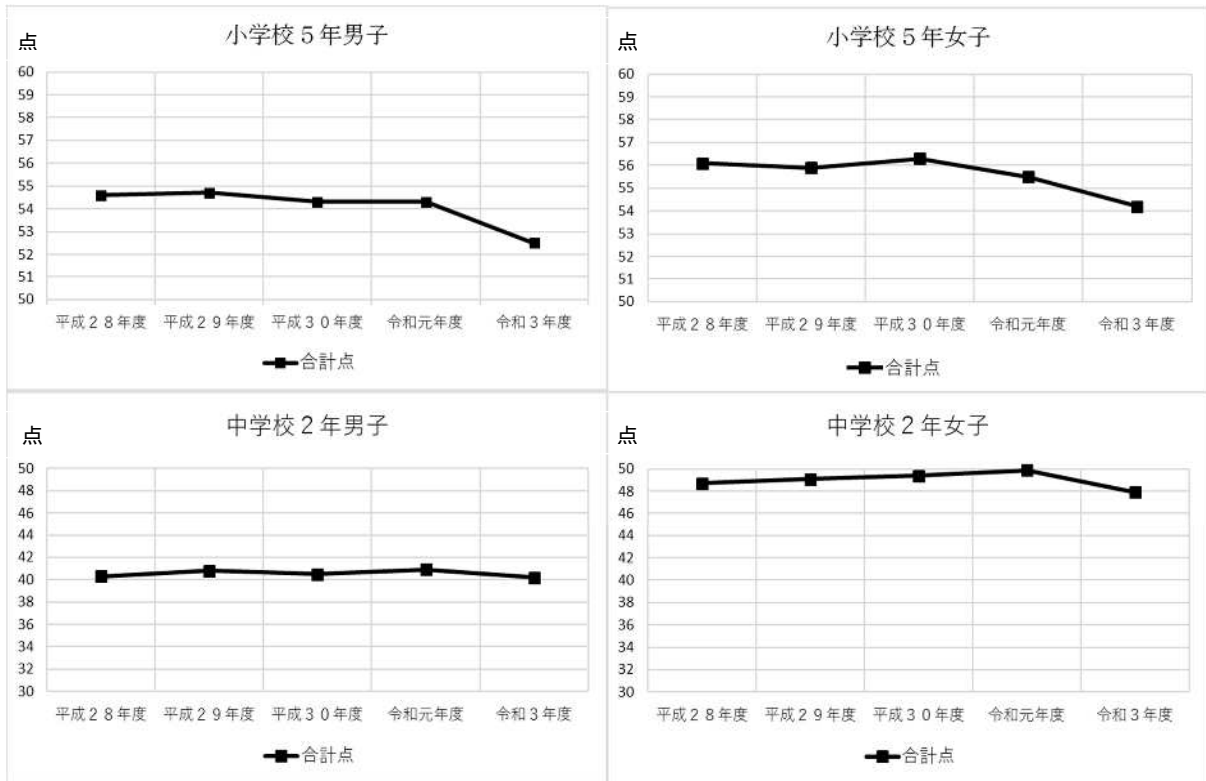 小学校５年男子
点
60
59
58
57
56
55
54
53
52
51
50
平成２８年度 平成２９年度 平成３０年度 令和元年度 令和３年度
合計点
小学校５年女子
点
60
59
58
57
56
55
54
53
52
51
50
平成２８年度 平成２９年度 平成３０年度 令和元年度 令和３年度
合計点
中学校２年男子
点
50
48
46
44
42
40
38
36
34
32
30
平成２８年度 平成２９年度 平成３０年度 令和元年度 令和３年度
合計点
中学校２年女子
点
50
48
46
44
42
40
38
36
34
32
30
平成２８年度 平成２９年度 平成３０年度 令和元年度 令和３年度
合計点